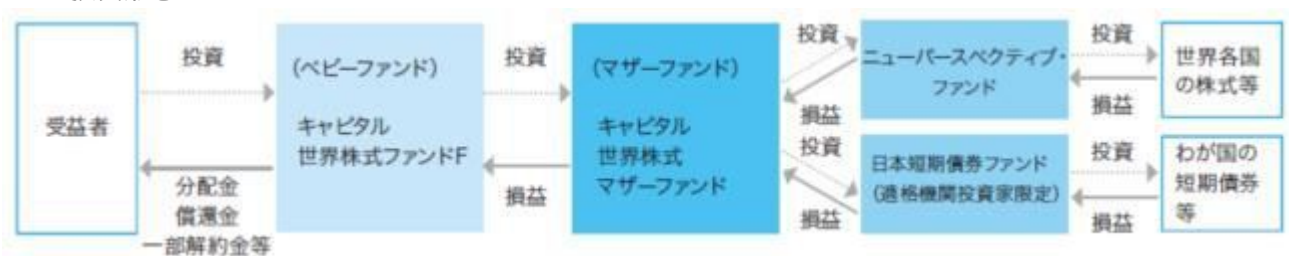 受益者
投資
分配金
償還金
一部解約金等
(ベビーファンド)
キャピタル
世界株式ファンドF
投資
損益
(マザーファンド)
キャピタル
世界株式
マザーファンド
投資
損益
投資
損益
ニューパースペクティブ・
ファンド
日本短期債券ファンド
(適格機関投資家限定)
投資
損益
投資
損益
世界各国
の株式等
わが国の
短期債券
等